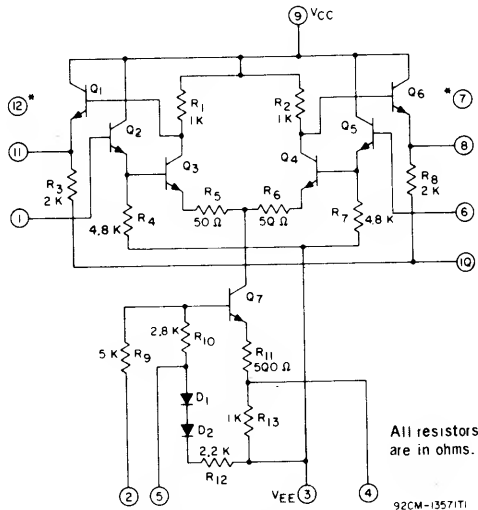 9 VCC
12 *
Q1
Q2
R1
1K
R2
1K
Q6
* 7
Q5
11
Q3
Q4
8
R3
2K
R5
50 Ω
R6
50 Ω
R8
2K
1
R4
4.8 K
R7
4.8 K
6
10
Q7
2.8 K
R10
5 K
R9
R11
500 Ω
D1
1K
R13
D2
2.2 K
R12
All resistors
are in ohms.
2
5
VEE 3
4
92CM-13571T1